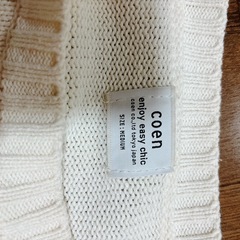 coen
enjoy easy chic
coen co.,ltd tokyo japan
SIZE : MEDIUM